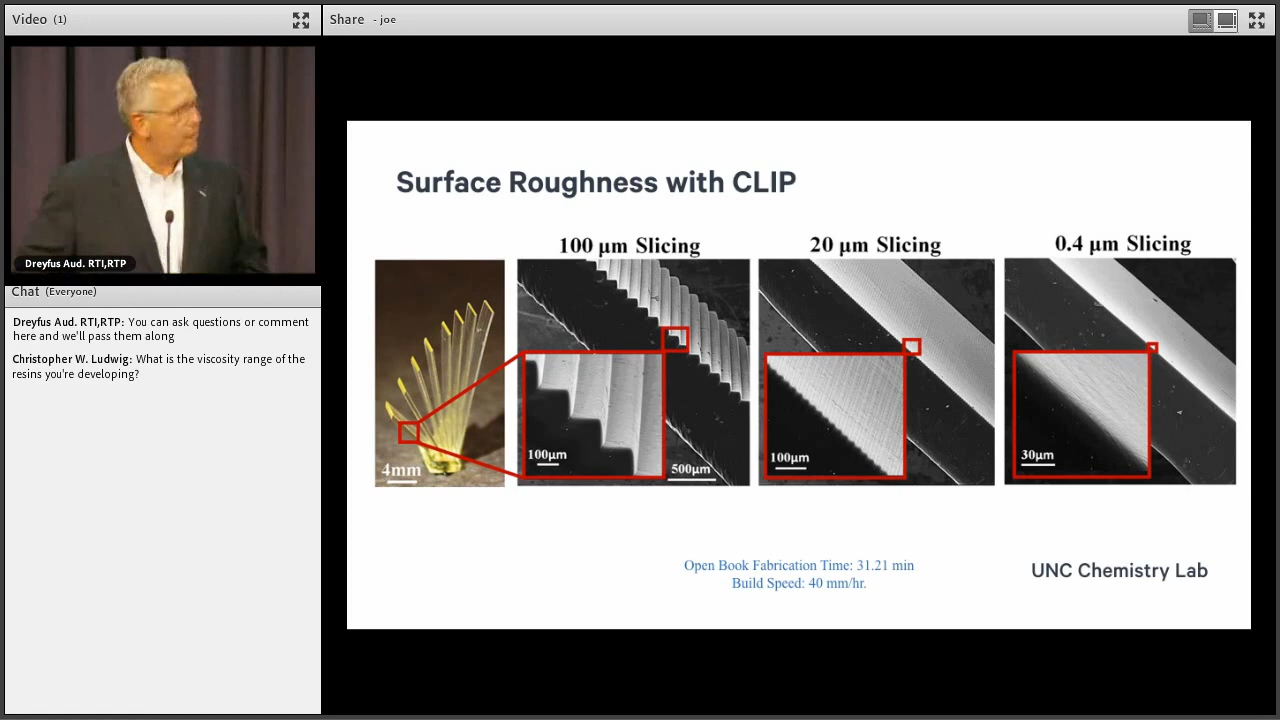 Video (1)
Share - joe
Dreyfus Aud. RTI,RTP
Chat (Everyone)
Dreyfus Aud. RTI,RTP: You can ask questions or comment
here and we'll pass them along
Christopher W. Ludwig: What is the viscosity range of the
resins you're developing?
Surface Roughness with CLIP
100 µm Slicing
20 µm Slicing
0.4 µm Slicing
4mm
100µm
500µm
100µm
30µm
Open Book Fabrication Time: 31.21 min
Build Speed: 40 mm/hr.
UNC Chemistry Lab